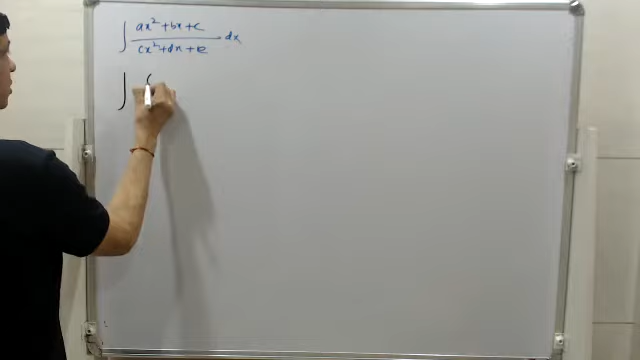 ∫ ax² + bx + c
cx² + dx + e dx
∫ (